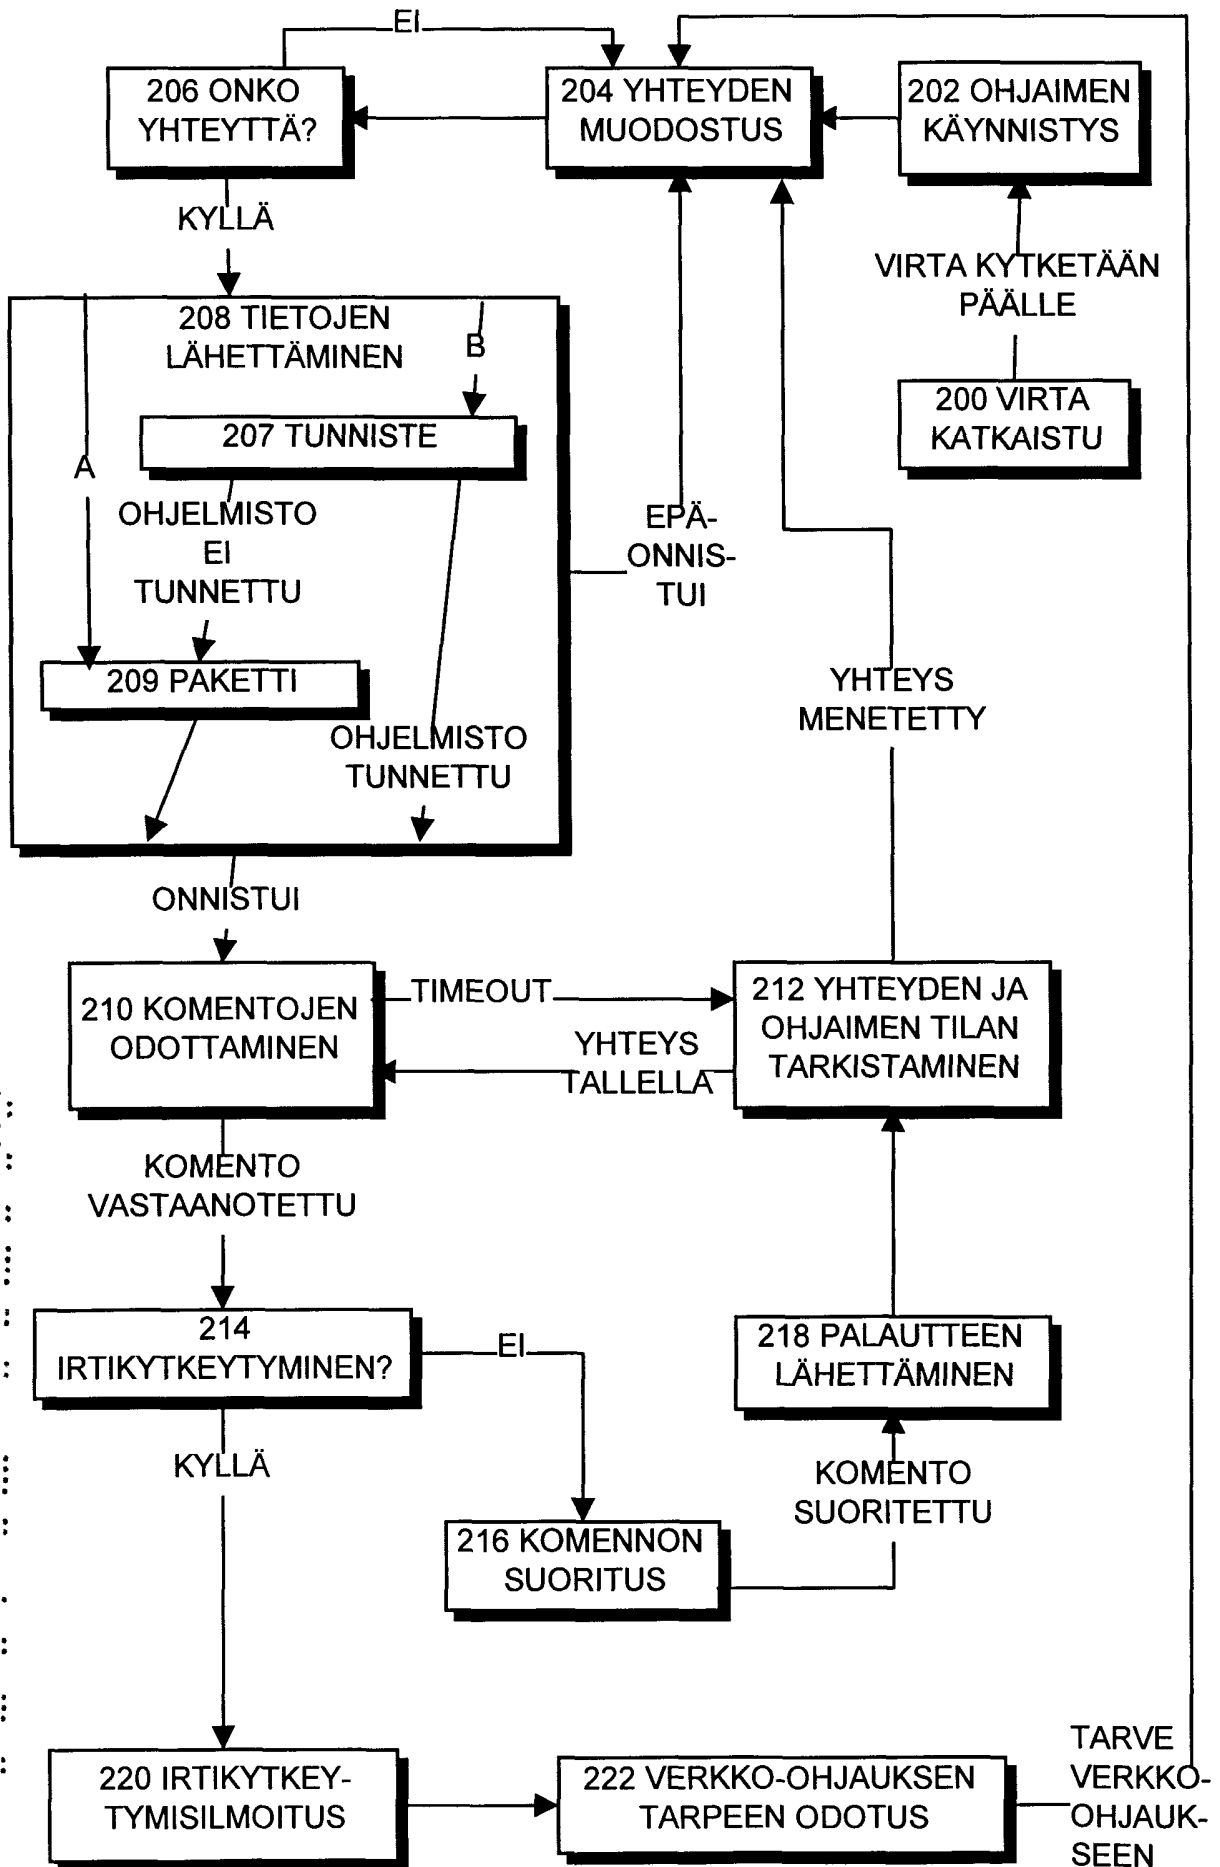 EI
206 ONKO
YHTEYTTÄ?
204 YHTEYDEN
MUODOSTUS
202 OHJAIMEN
KÄYNNISTYS
KYLLÄ
VIRTA KYTKETÄÄN
PÄÄLLE
208 TIETOJEN
LÄHETTÄMINEN
B
200 VIRTA
KATKAISTU
207 TUNNISTE
A
OHJELMISTO
EI
TUNNETTU
EPÄ-
ONNIS-
TUI
209 PAKETTI
YHTEYS
MENETETTY
OHJELMISTO
TUNNETTU
ONNISTUI
210 KOMENTOJEN
ODOTTAMINEN
TIMEOUT
YHTEYS
TALLELLA
212 YHTEYDEN JA
OHJAIMEN TILAN
TARKISTAMINEN
KOMENTO
VASTAANOTETTU
214
IRTIKYTKEYTYMINEN?
EI
218 PALAUTTEEN
LÄHETTÄMINEN
KYLLÄ
KOMENTO
SUORITETTU
216 KOMENNON
SUORITUS
220 IRTIKYTKEY-
TYMISILMOITUS
222 VERKKO-OHJAUKSEN
TARPEEN ODOTUS
TARVE
VERKKO-
OHJAUK-
SEEN